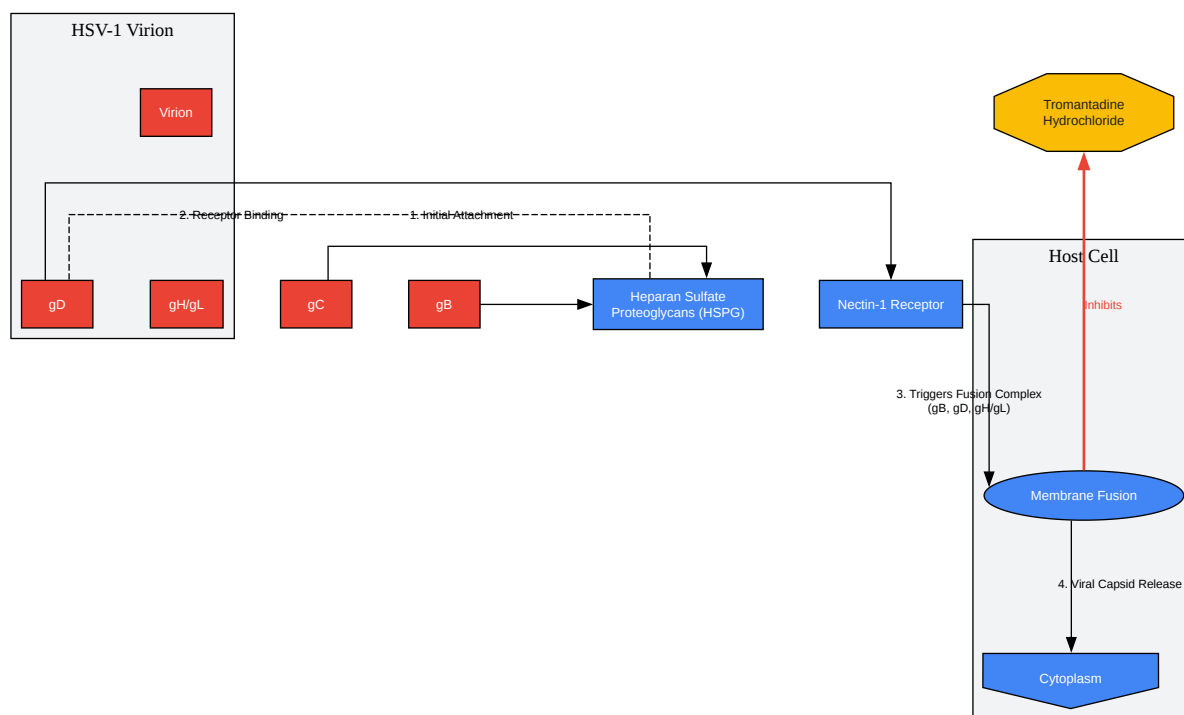 HSV-1 Virion
Virion
Tromantadine
Hydrochloride
2. Receptor Binding
1. Initial Attachment
Host Cell
gD
gH/gL
gC
gB
Heparan Sulfate
Proteoglycans (HSPG)
Nectin-1 Receptor
Inhibits
3. Triggers Fusion Complex
(gB, gD, gH/gL)
Membrane Fusion
4. Viral Capsid Release
Cytoplasm